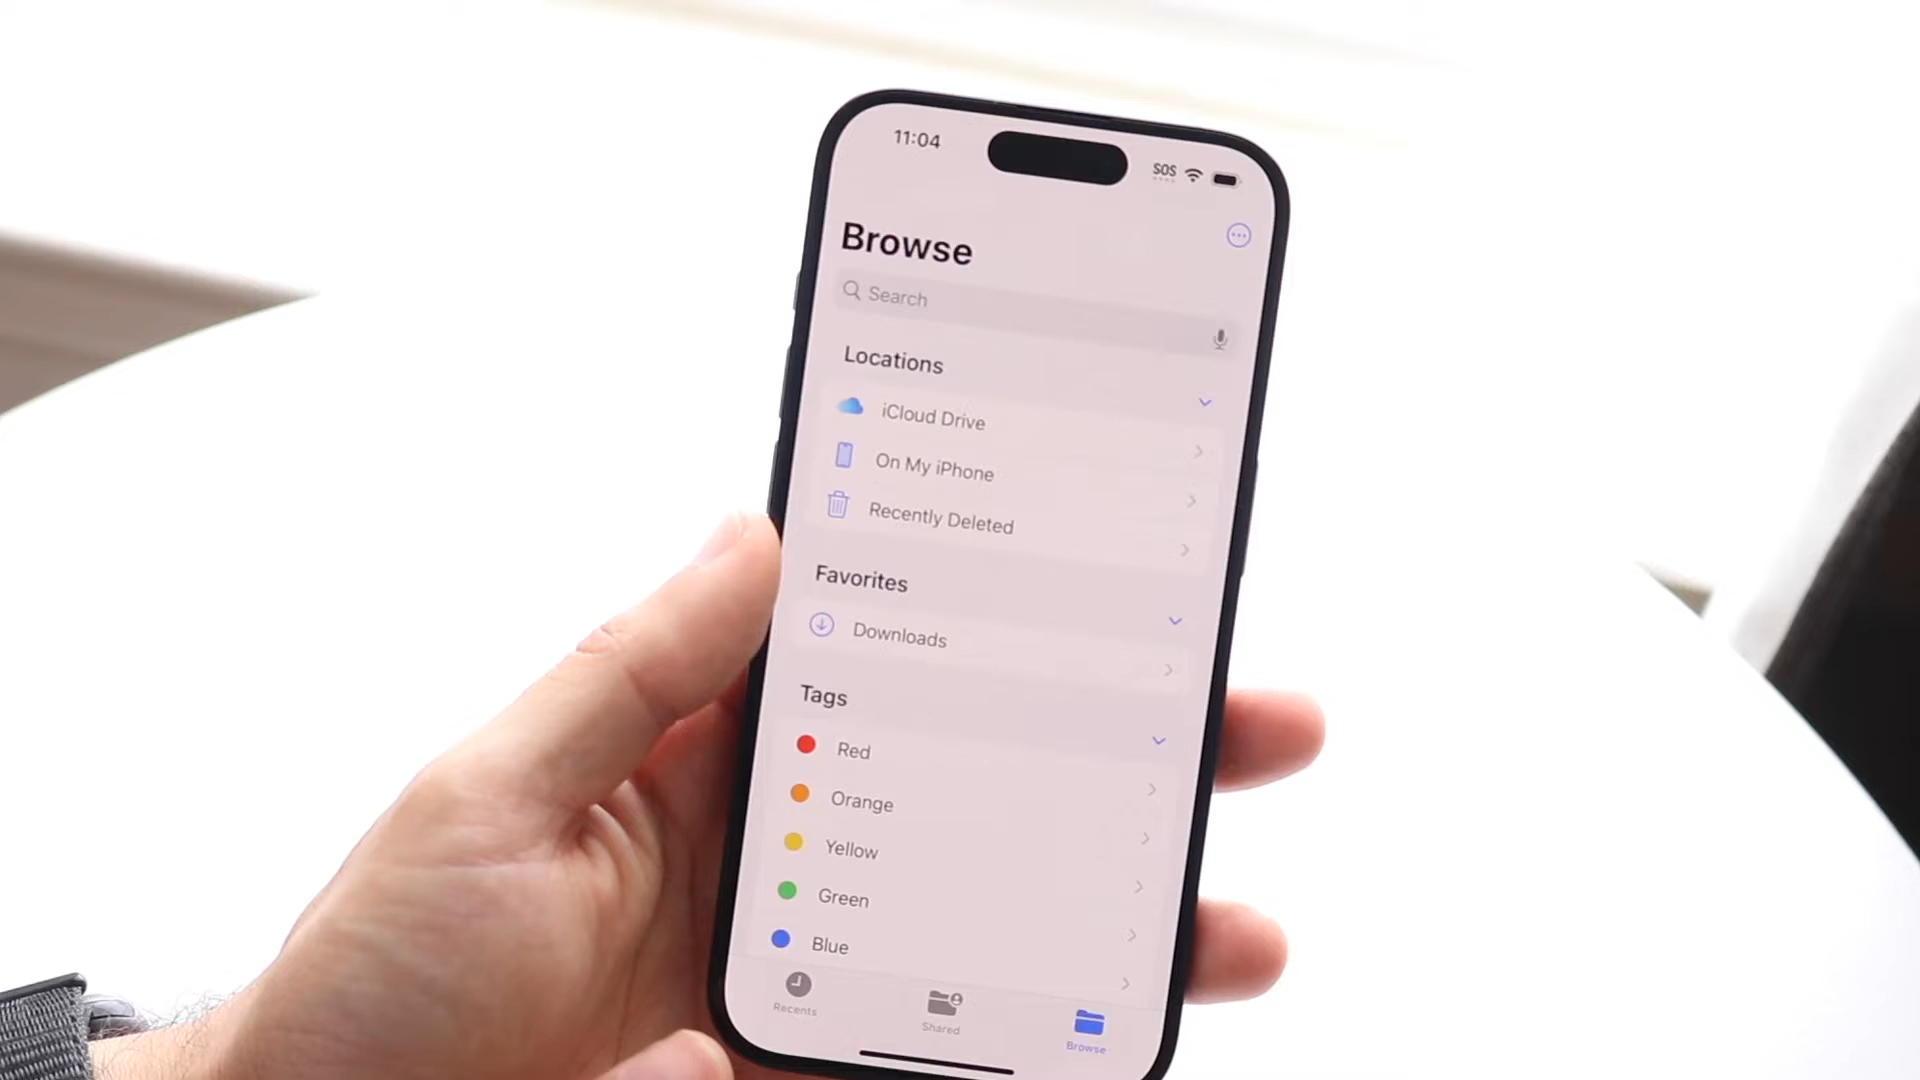 11:04
SOS
Browse
Search
Locations
iCloud Drive
On My iPhone
Recently Deleted
Favorites
Downloads
Tags
Red
Orange
Yellow
Green
Blue
Recents
Shared
Browse